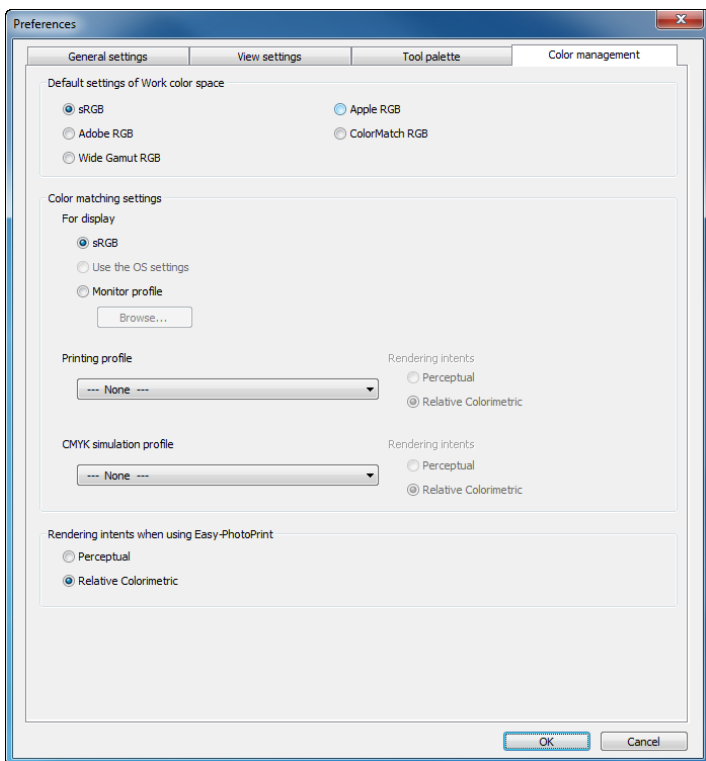 Preferences
General settings
View settings
Tool palette
Color management
Default settings of Work color space
sRGB
Apple RGB
Adobe RGB
ColorMatch RGB
Wide Gamut RGB
Color matching settings
For display
sRGB
Use the OS settings
Monitor profile
Browse...
Printing profile
Rendering intents
--- None ---
Perceptual
Relative Colorimetric
CMYK simulation profile
Rendering intents
--- None ---
Perceptual
Relative Colorimetric
Rendering intents when using Easy-PhotoPrint
Perceptual
Relative Colorimetric
OK
Cancel